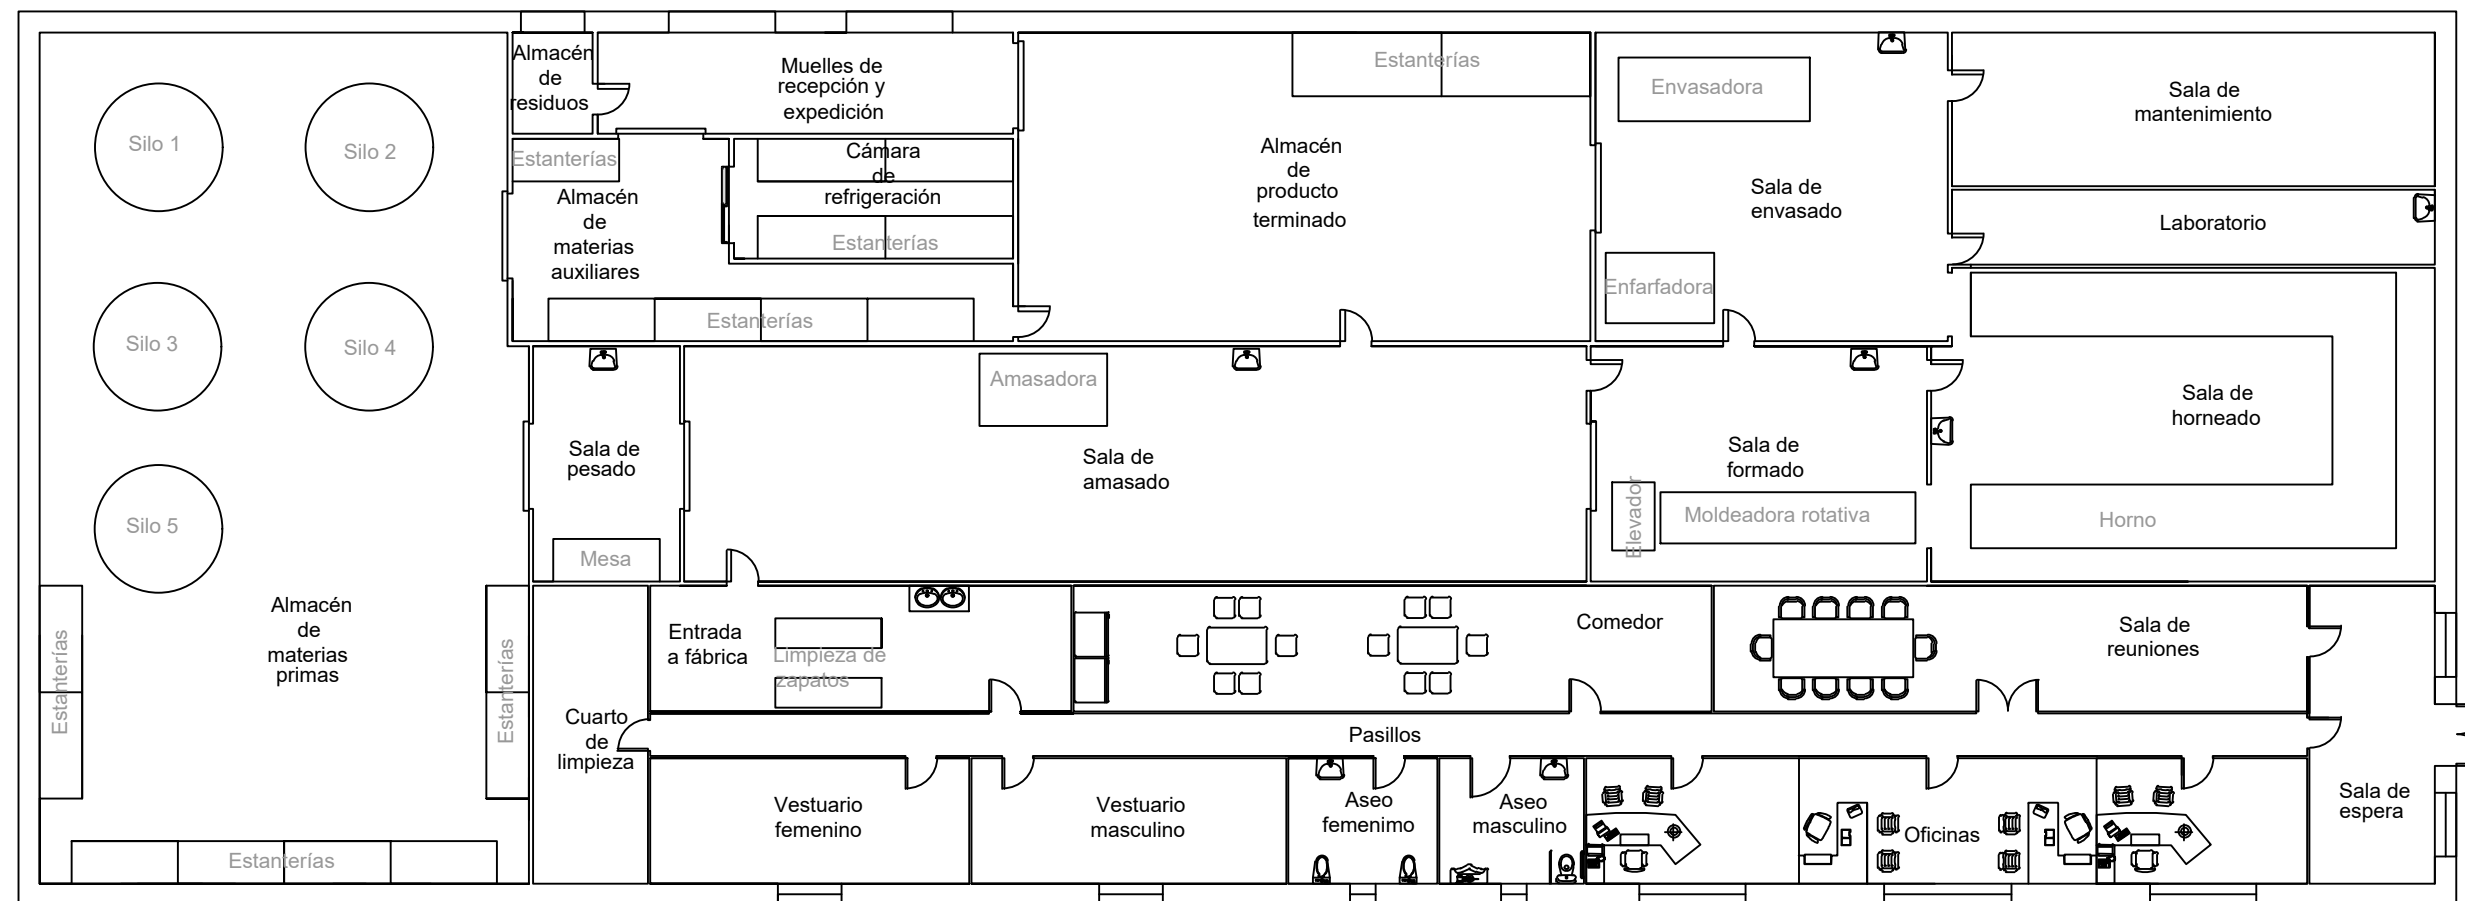 Almacén
de
residuos
Muelles de
recepción y
expedición
Estanterías
Envasadora
Sala de
mantenimiento
Silo 1
Silo 2
Estanterías
Almacén
de
materias
auxiliares
Cámara
de
refrigeración
Estanterías
Almacén
de
producto
terminado
Sala de
envasado
Laboratorio
Enfarfadora
Estanterías
Silo 3
Silo 4
Amasadora
Sala de
pesado
Sala de
amasado
Sala de
formado
Sala de
horneado
Silo 5
Mesa
Elevador
Moldeadora rotativa
Horno
Almacén
de
materias
primas
Estanterías
Estanterías
Estanterías
Entrada
a fábrica
Limpieza de
zapatos
Comedor
Sala de
reuniones
Cuarto
de
limpieza
Pasillos
Vestuario
femenino
Vestuario
masculino
Aseo
femenimo
Aseo
masculino
Oficinas
Sala de
espera